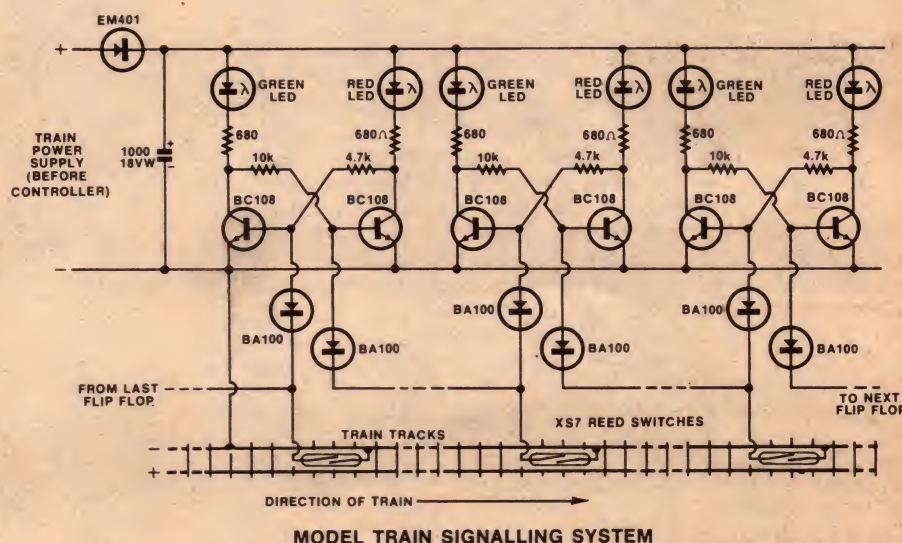 EM401
+
GREEN LED
RED LED
GREEN LED
RED LED
GREEN LED
RED LED
λ
λ
λ
λ
λ
λ
TRAIN
POWER
SUPPLY
(BEFORE
CONTROLLER)
+
1000
18VW
-
680
680Ω
680
680Ω
680
680Ω
10k
4.7k
10k
4.7k
10k
4.7k
BC108
BC108
BC108
BC108
BC108
BC108
-
BA100
BA100
BA100
BA100
BA100
BA100
FROM LAST
FLIP FLOP
TO NEXT
FLIP FLOP
TRAIN TRACKS
XS7 REED SWITCHES
-
+
DIRECTION OF TRAIN
MODEL TRAIN SIGNALLING SYSTEM